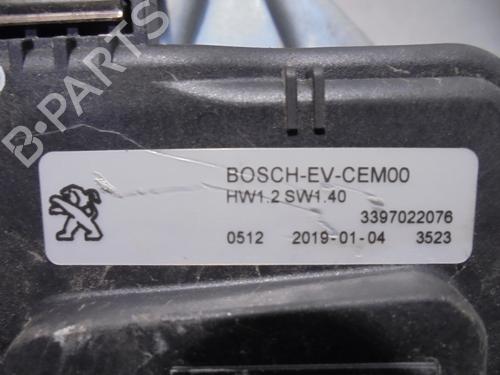 B-PARTS
BOSCH-EV-CEM00
HW1.2 SW1.40
3397022076
0512 2019-01-04 3523